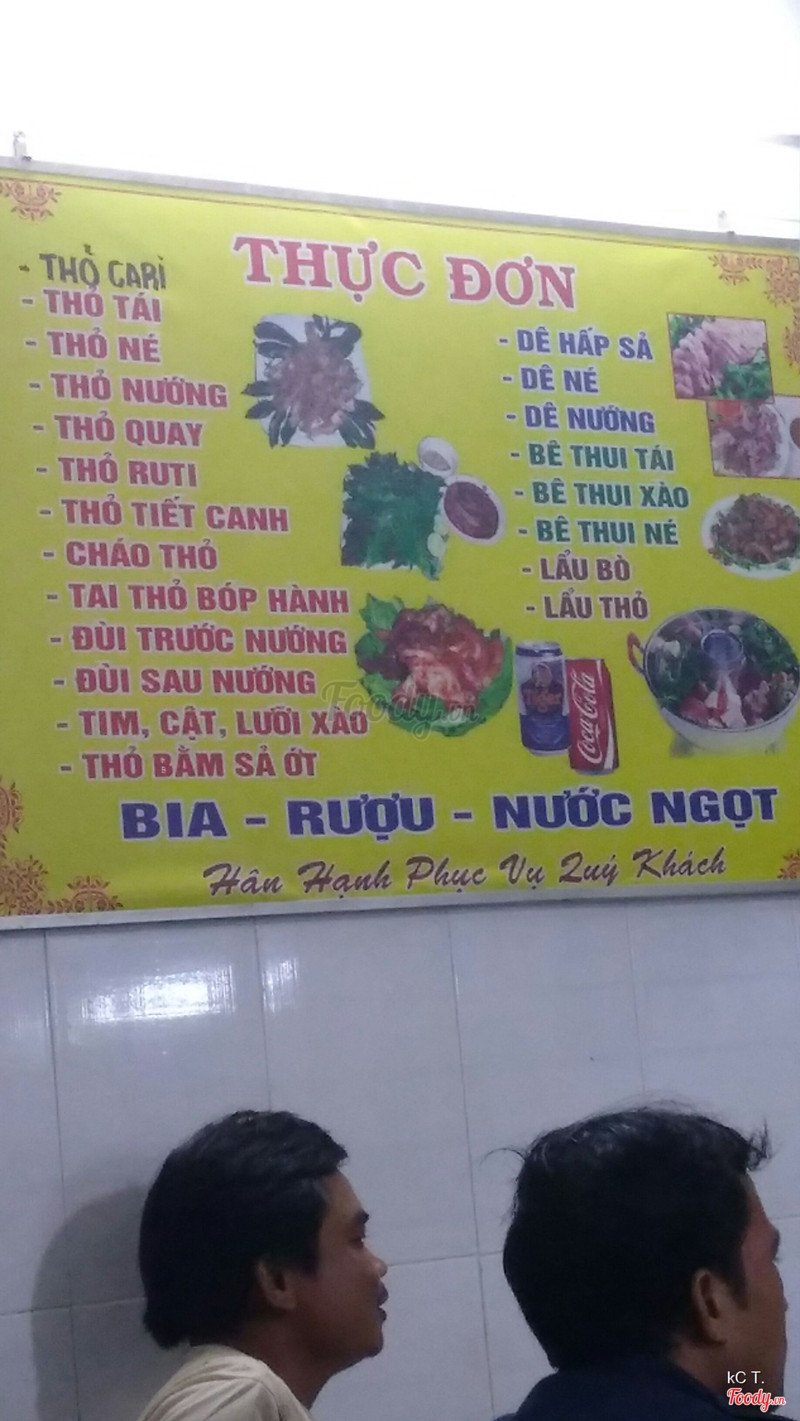 THỰC ĐƠN
- THỎ CARI
- THỎ TÁI
- THỎ NÉ
- THỎ NƯỚNG
- THỎ QUAY
- THỎ RUTI
- THỎ TIẾT CANH
- CHÁO THỎ
- TAI THỎ BÓP HÀNH
- ĐÙI TRƯỚC NƯỚNG
- ĐÙI SAU NƯỚNG
- TIM, CẬT, LƯỠI XÀO
- THỎ BẰM SẢ ỚT
- DÊ HẤP SẢ
- DÊ NÉ
- DÊ NƯỚNG
- BÊ THUI TÁI
- BÊ THUI XÀO
- BÊ THUI NÉ
- LẨU BÒ
- LẨU THỎ
Tiger
Coca-Cola
Foody.vn
BIA - RƯỢU - NƯỚC NGỌT
Hân Hạnh Phục Vụ Quý Khách
kC T.
Foody.vn